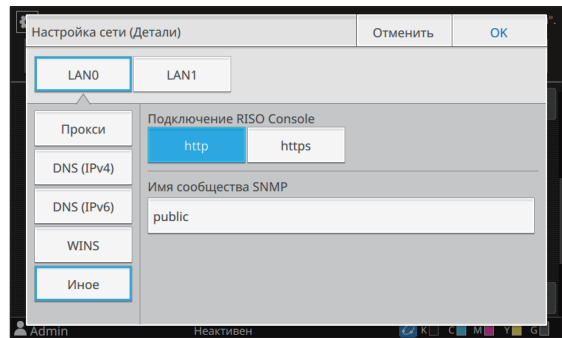 Настройка сети (Детали)
Отменить
OK
LAN0
LAN1
Прокси
DNS (IPv4)
DNS (IPv6)
WINS
Иное
Подключение RISO Console
http
https
Имя сообщества SNMP
public
Admin
Неактивен
K
C
M
Y
G